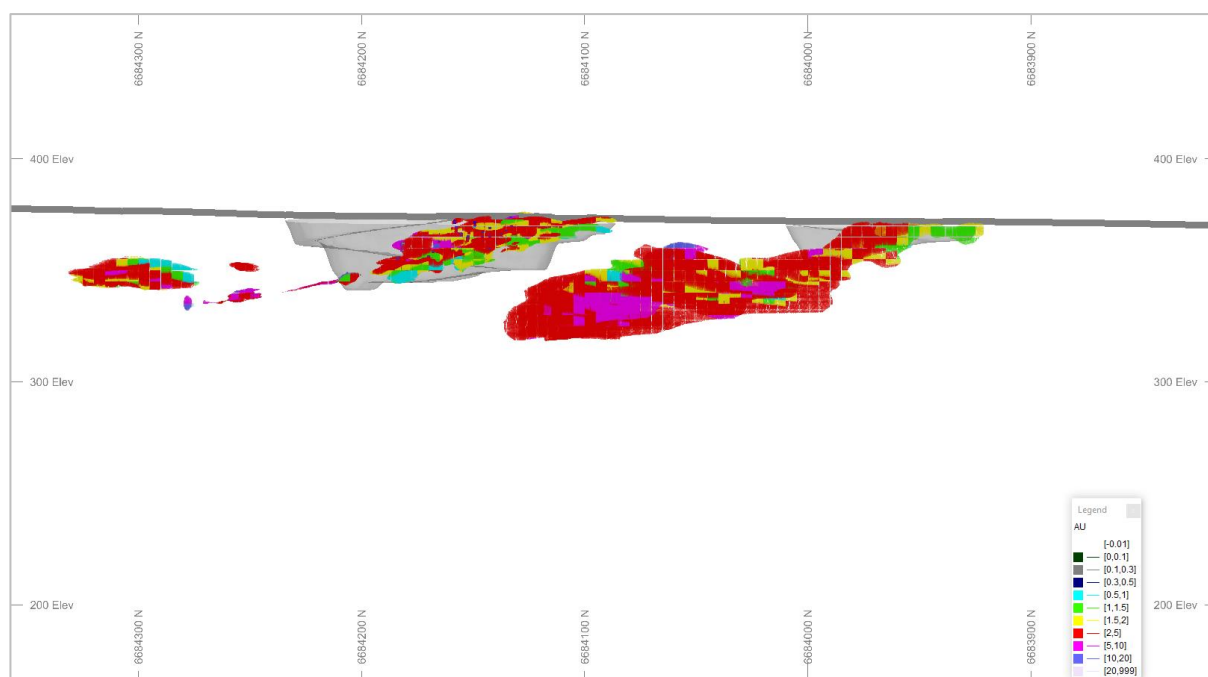 6684300 N
6684200 N
6684100 N
6684000 N
6683900 N
400 Elev
400 Elev
300 Elev
300 Elev
200 Elev
200 Elev
6684300 N
6684200 N
6684100 N
6684000 N
6683900 N
Legend
AU
[-0.01]
[0,0.1]
[0.1,0.3]
[0.3,0.5]
[0.5,1]
[1,1.5]
[1.5,2]
[2,5]
[5,10]
[10,20]
[20,999]